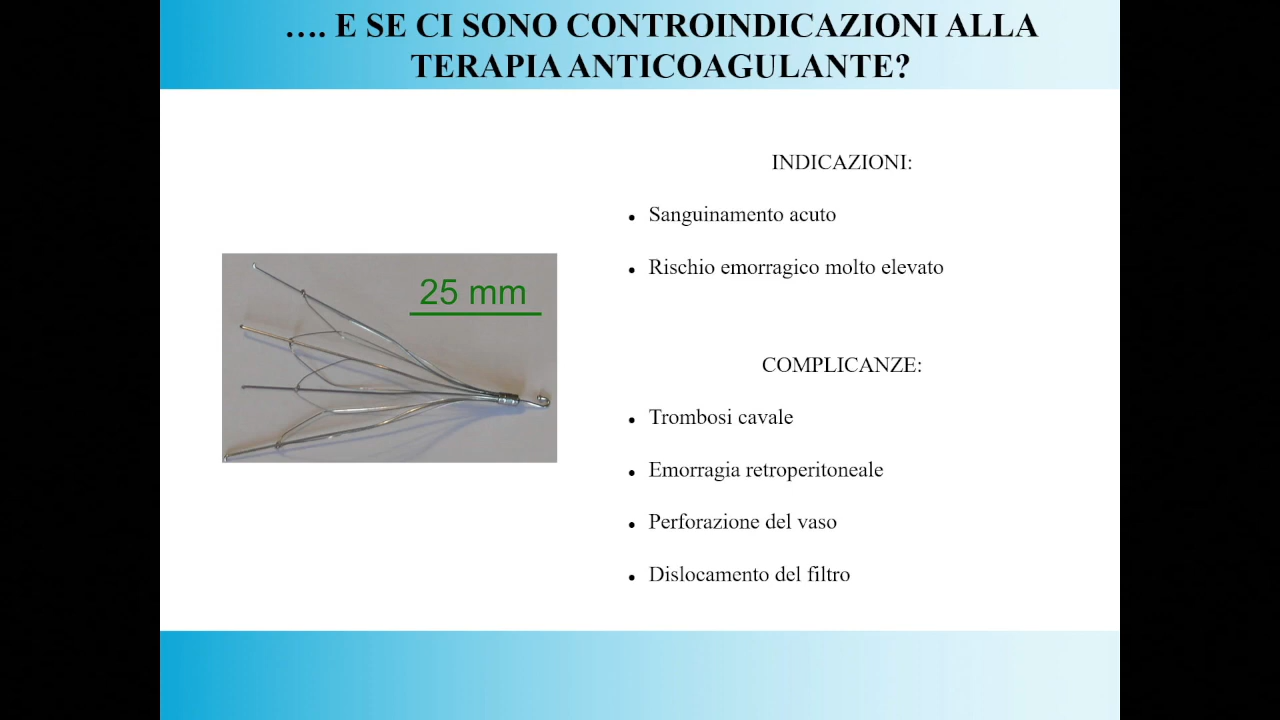 …. E SE CI SONO CONTROINDICAZIONI ALLA
TERAPIA ANTICOAGULANTE?
25 mm
INDICAZIONI:
• Sanguinamento acuto
• Rischio emorragico molto elevato
COMPLICANZE:
• Trombosi cavale
• Emorragia retroperitoneale
• Perforazione del vaso
• Dislocamento del filtro